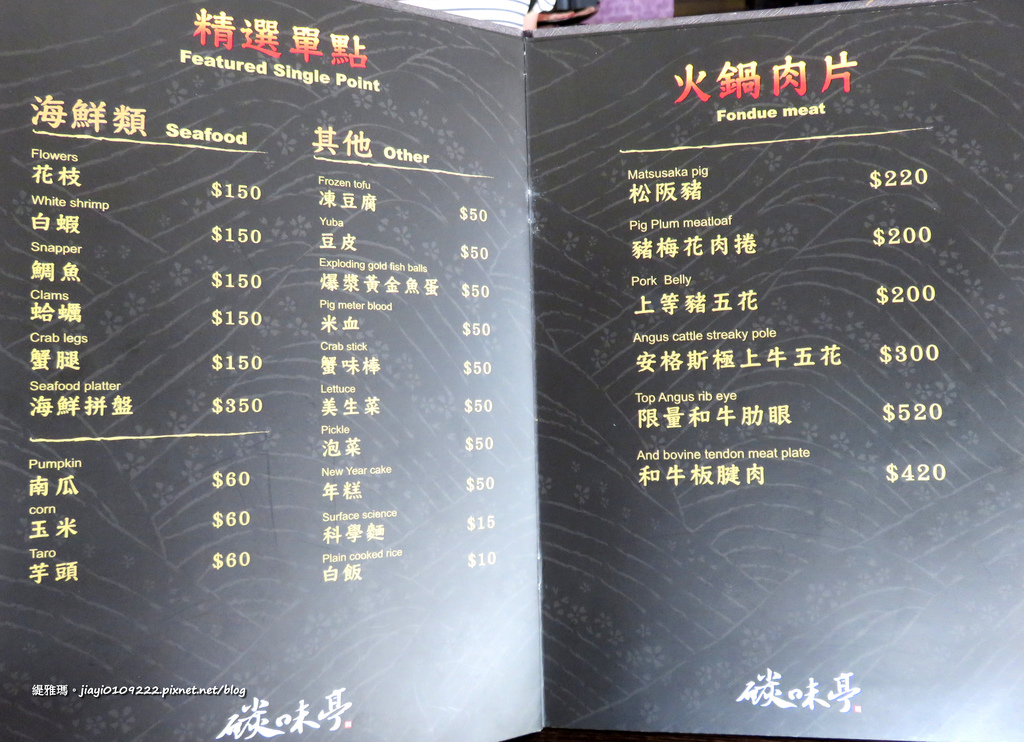 精選單點
Featured Single Point
海鮮類 Seafood
Flowers
花枝 $150
White shrimp
白蝦 $150
Snapper
鯛魚 $150
Clams
蛤蠣 $150
Crab legs
蟹腿 $150
Seafood platter
海鮮拼盤 $350
Pumpkin
南瓜 $60
corn
玉米 $60
Taro
芋頭 $60
其他 Other
Frozen tofu
凍豆腐 $50
Yuba
豆皮 $50
Exploding gold fish balls
爆漿黃金魚蛋 $50
Pig meter blood
米血 $50
Crab stick
蟹味棒 $50
Lettuce
美生菜 $50
Pickle
泡菜 $50
New Year cake
年糕 $50
Surface science
科學麵 $15
Plain cooked rice
白飯 $10
緹雅瑪。jiayi0109222.pixnet.net/blog
碳味亭
火鍋肉片
Fondue meat
Matsusaka pig
松阪豬 $220
Pig Plum meatloaf
豬梅花肉捲 $200
Pork Belly
上等豬五花 $200
Angus cattle streaky pole
安格斯極上牛五花 $300
Top Angus rib eye
限量和牛肋眼 $520
And bovine tendon meat plate
和牛板腱肉 $420
碳味亭